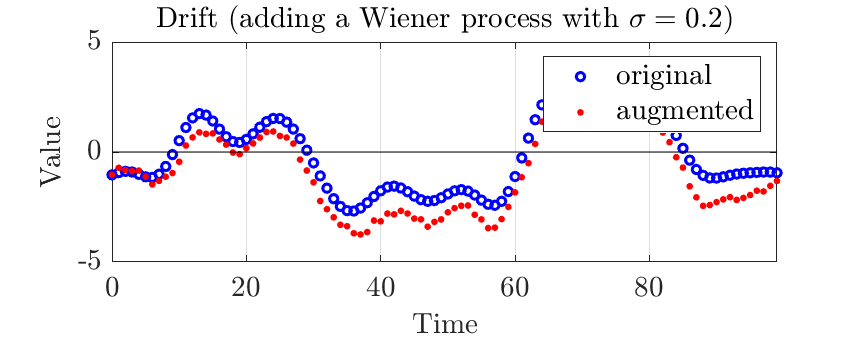 Drift (adding a Wiener process with σ = 0.2)
5
original
augmented
0
Value
-5
0 20 40 60 80
Time